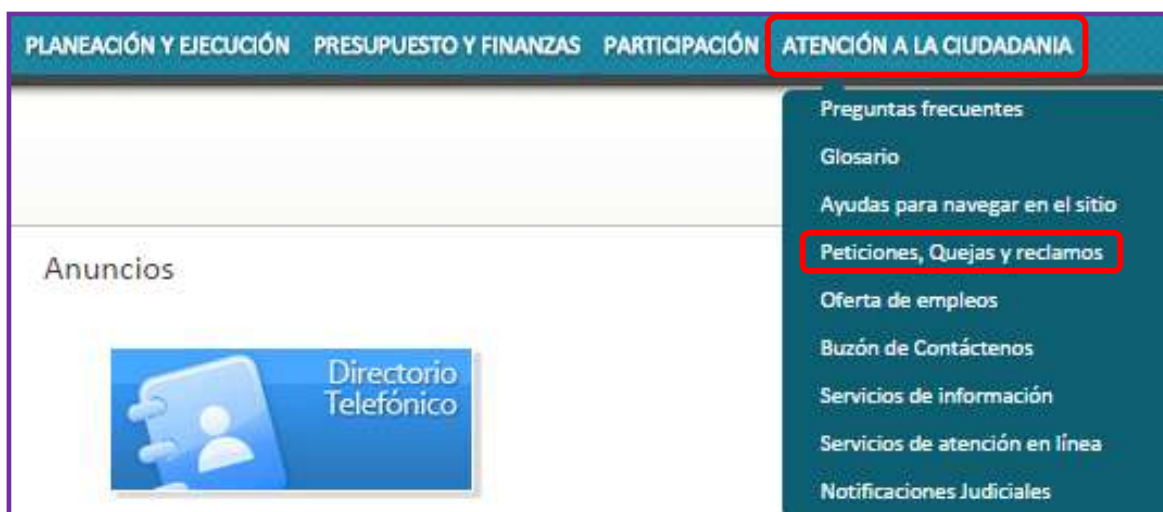 PLANEACIÓN Y EJECUCIÓN PRESUPUESTO Y FINANZAS PARTICIPACIÓN ATENCIÓN A LA CIUDADANIA
Preguntas frecuentes
Glosario
Ayudas para navegar en el sitio
Peticiones, Quejas y reclamos
Oferta de empleos
Buzón de Contáctenos
Servicios de información
Servicios de atención en línea
Notificaciones Judiciales
Anuncios
Directorio
Telefónico